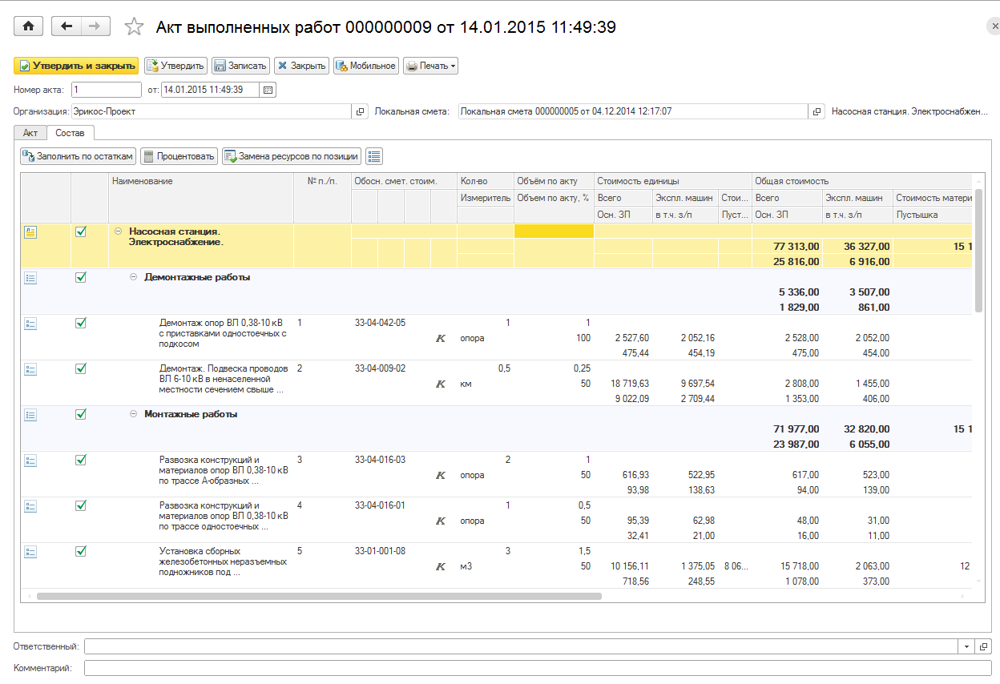 Акт выполненных работ 000000009 от 14.01.2015 11:49:39
Утвердить и закрыть Утвердить Записать Закрыть Мобильное Печать
Номер акта: 1 от: 14.01.2015 11:49:39
Организация: Эрикос-Проект Локальная смета: Локальная смета 000000005 от 04.12.2014 12:17:07 Насосная станция. Электроснабжен...
Акт Состав
Заполнить по остаткам Процентовать Замена ресурсов по позиции
Наименование № п./п. Обосн. смет. стоим. Кол-во Объём по акту Стоимость единицы Общая стоимость
Измеритель Объем по акту, % Всего Экспл. машин Стои... Всего Экспл. машин Стоимость матери
Осн. ЗП в т.ч. з/п Пуст... Осн. ЗП в т.ч. з/п Пустышка
Насосная станция.
Электроснабжение.
77 313,00 36 327,00 15 1
25 816,00 6 916,00
Демонтажные работы
5 336,00 3 507,00
1 829,00 861,00
Демонтаж опор ВЛ 0,38-10 кВ 1 33-04-042-05 1 1
с приставками одностоечных с К опора 100 2 527,60 2 052,16 2 528,00 2 052,00
подкосом 475,44 454,19 475,00 454,00
Демонтаж. Подвеска проводов 2 33-04-009-02 0,5 0,25
ВЛ 6-10 кВ в ненаселенной К км 50 18 719,63 9 697,54 2 808,00 1 455,00
местности сечением свыше ... 9 022,09 2 709,44 1 353,00 406,00
Монтажные работы
71 977,00 32 820,00 15 1
23 987,00 6 055,00
Развозка конструкций и 3 33-04-016-03 2 1
материалов опор ВЛ 0,38-10 кВ К опора 50 616,93 522,95 617,00 523,00
по трассе А-образных ... 93,98 138,63 94,00 139,00
Развозка конструкций и 4 33-04-016-01 1 0,5
материалов опор ВЛ 0,38-10 кВ К опора 50 95,39 62,98 48,00 31,00
по трассе одностоечных ... 32,41 21,00 16,00 11,00
Установка сборных 5 33-01-001-08 3 1,5
железобетонных неразъемных К м3 50 10 156,11 1 375,05 8 06... 15 718,00 2 063,00 12
подножников под ... 718,56 248,55 1 078,00 373,00
Ответственный:
Комментарий: